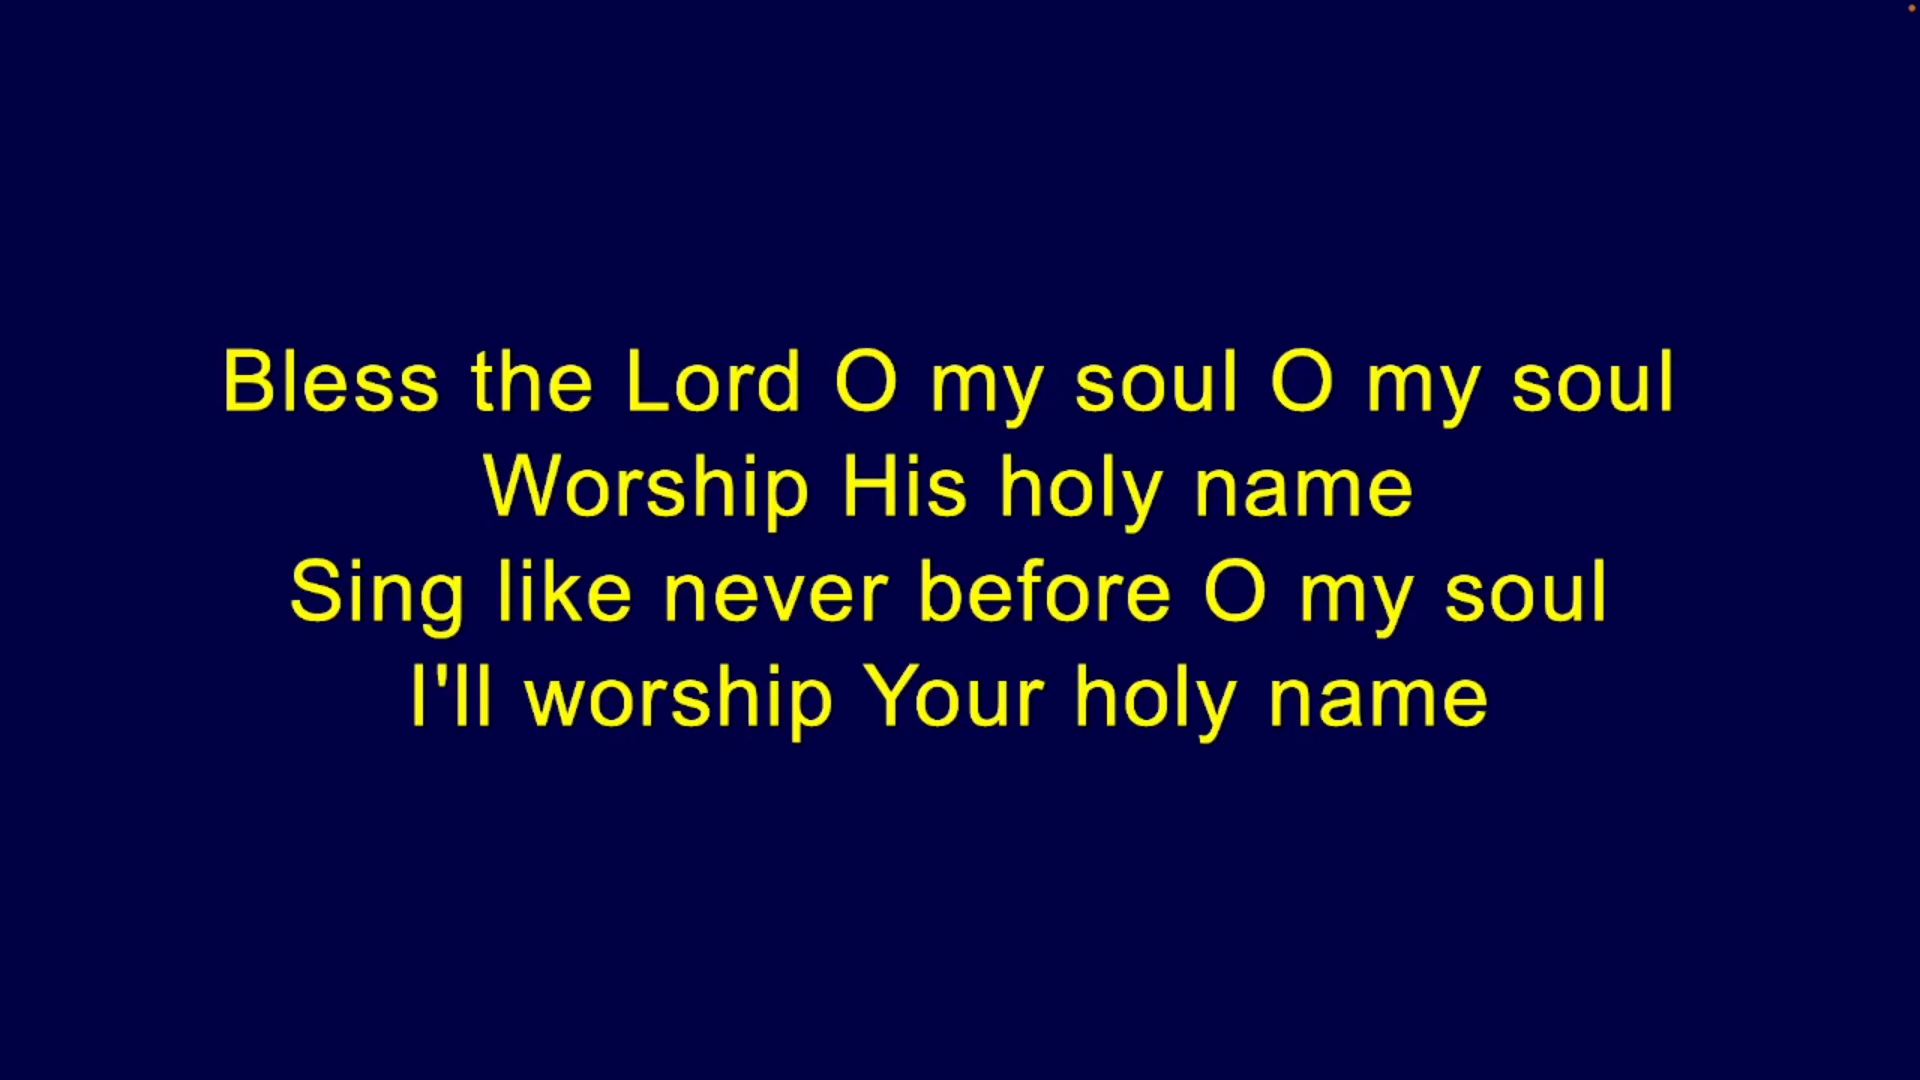 Bless the Lord O my soul O my soul
Worship His holy name
Sing like never before O my soul
I'll worship Your holy name